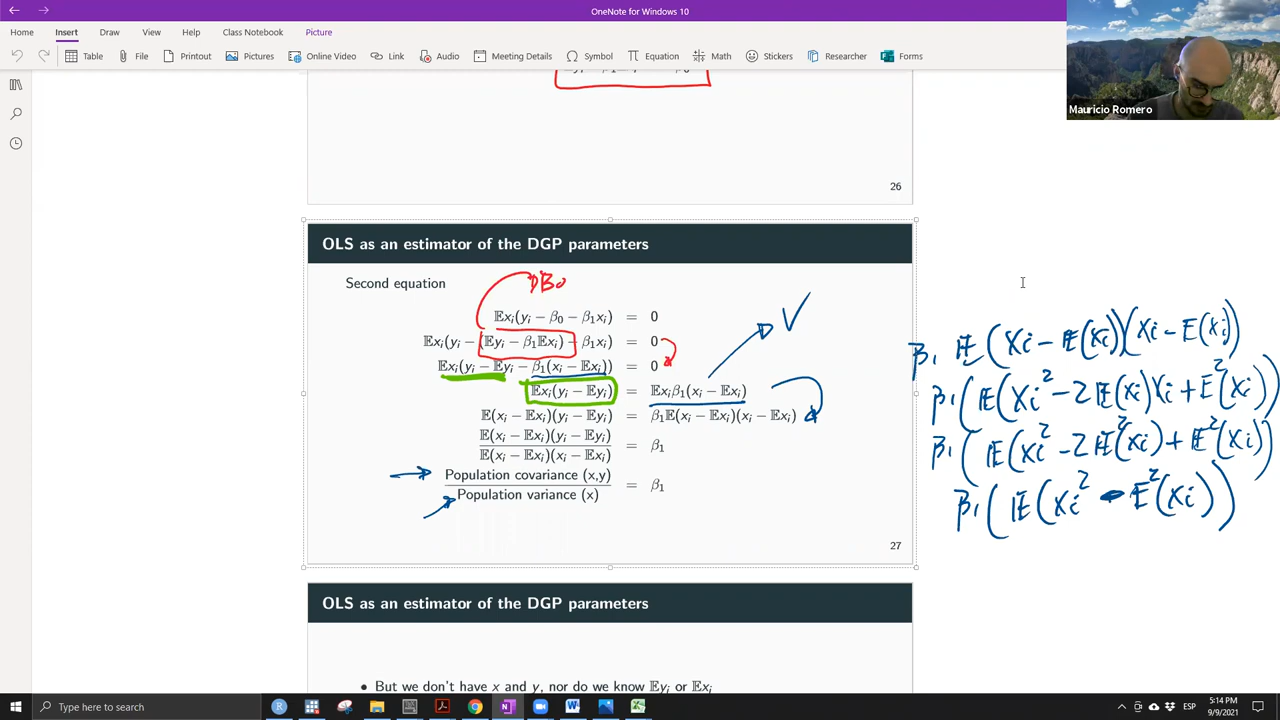 OneNote for Windows 10
Home Insert Draw View Help Class Notebook Picture
Table File Printout Pictures Online Video Link Audio Meeting Details Symbol Equation Math Stickers Researcher Forms
Mauricio Romero
26
OLS as an estimator of the DGP parameters
Second equation
β₀
𝔼xᵢ(yᵢ − β₀ − β₁xᵢ) = 0
𝔼xᵢ(yᵢ − (𝔼yᵢ − β₁𝔼xᵢ) − β₁xᵢ) = 0
𝔼xᵢ(yᵢ − 𝔼yᵢ − β₁(xᵢ − 𝔼xᵢ)) = 0
𝔼xᵢ(yᵢ − 𝔼yᵢ) = 𝔼xᵢβ₁(xᵢ − 𝔼xᵢ)
𝔼(xᵢ − 𝔼xᵢ)(yᵢ − 𝔼yᵢ) = β₁𝔼(xᵢ − 𝔼xᵢ)(xᵢ − 𝔼xᵢ)
𝔼(xᵢ − 𝔼xᵢ)(yᵢ − 𝔼yᵢ)
𝔼(xᵢ − 𝔼xᵢ)(xᵢ − 𝔼xᵢ) = β₁
Population covariance (x,y)
Population variance (x) = β₁
27
β₁ 𝔼(Xᵢ − 𝔼(Xᵢ))(Xᵢ − 𝔼(Xᵢ))
β₁(𝔼(Xᵢ² − 2𝔼(Xᵢ)Xᵢ + 𝔼²(Xᵢ))
β₁(𝔼(Xᵢ² − 2𝔼²(Xᵢ) + 𝔼²(Xᵢ))
β₁(𝔼(Xᵢ² − 𝔼²(Xᵢ))
OLS as an estimator of the DGP parameters
• But we don't have x and y, nor do we know 𝔼yᵢ or 𝔼xᵢ
Type here to search
ESP
5:14 PM
9/9/2021